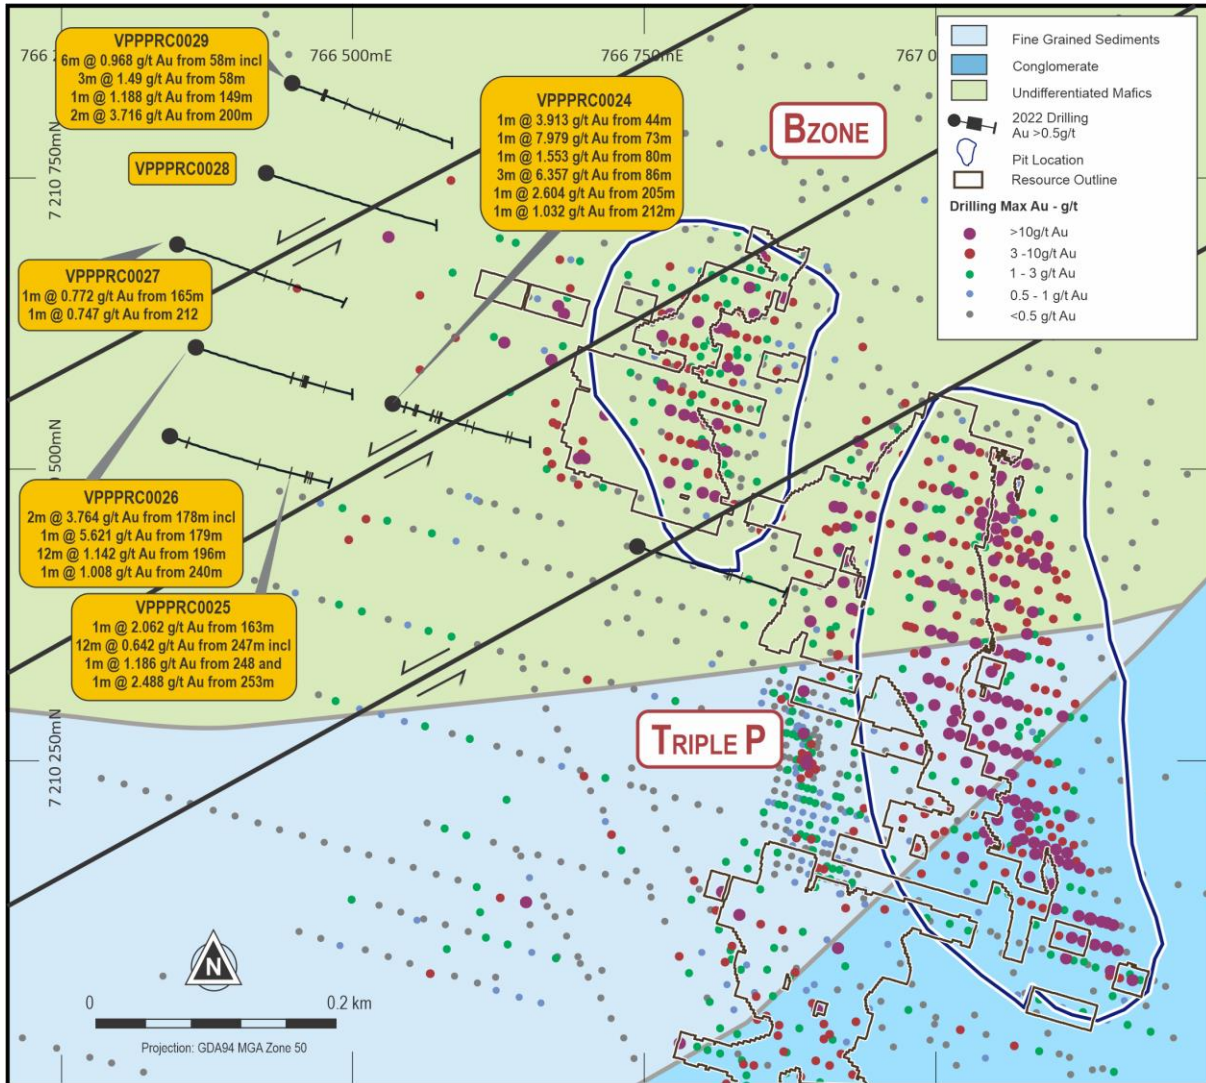 766 500mE
766 750mE
VPPPRC0029
6m @ 0.968 g/t Au from 58m incl
3m @ 1.49 g/t Au from 58m
1m @ 1.188 g/t Au from 149m
2m @ 3.716 g/t Au from 200m
VPPPRC0024
1m @ 3.913 g/t Au from 44m
1m @ 7.979 g/t Au from 73m
1m @ 1.553 g/t Au from 80m
3m @ 6.357 g/t Au from 86m
1m @ 2.604 g/t Au from 205m
1m @ 1.032 g/t Au from 212m
BZONE
Fine Grained Sediments
Conglomerate
Undifferentiated Mafics
2022 Drilling
Au >0.5g/t
Pit Location
Resource Outline
Drilling Max Au - g/t
>10g/t Au
3 -10g/t Au
1 - 3 g/t Au
0.5 - 1 g/t Au
<0.5 g/t Au
7 210 750mN
VPPPRC0028
VPPPRC0027
1m @ 0.772 g/t Au from 165m
1m @ 0.747 g/t Au from 212
VPPPRC0026
2m @ 3.764 g/t Au from 178m incl
1m @ 5.621 g/t Au from 179m
12m @ 1.142 g/t Au from 196m
1m @ 1.008 g/t Au from 240m
VPPPRC0025
1m @ 2.062 g/t Au from 163m
12m @ 0.642 g/t Au from 247m incl
1m @ 1.186 g/t Au from 248 and
1m @ 2.488 g/t Au from 253m
TRIPLE P
7 210 250mN
N
0 0.2 km
Projection: GDA94 MGA Zone 50